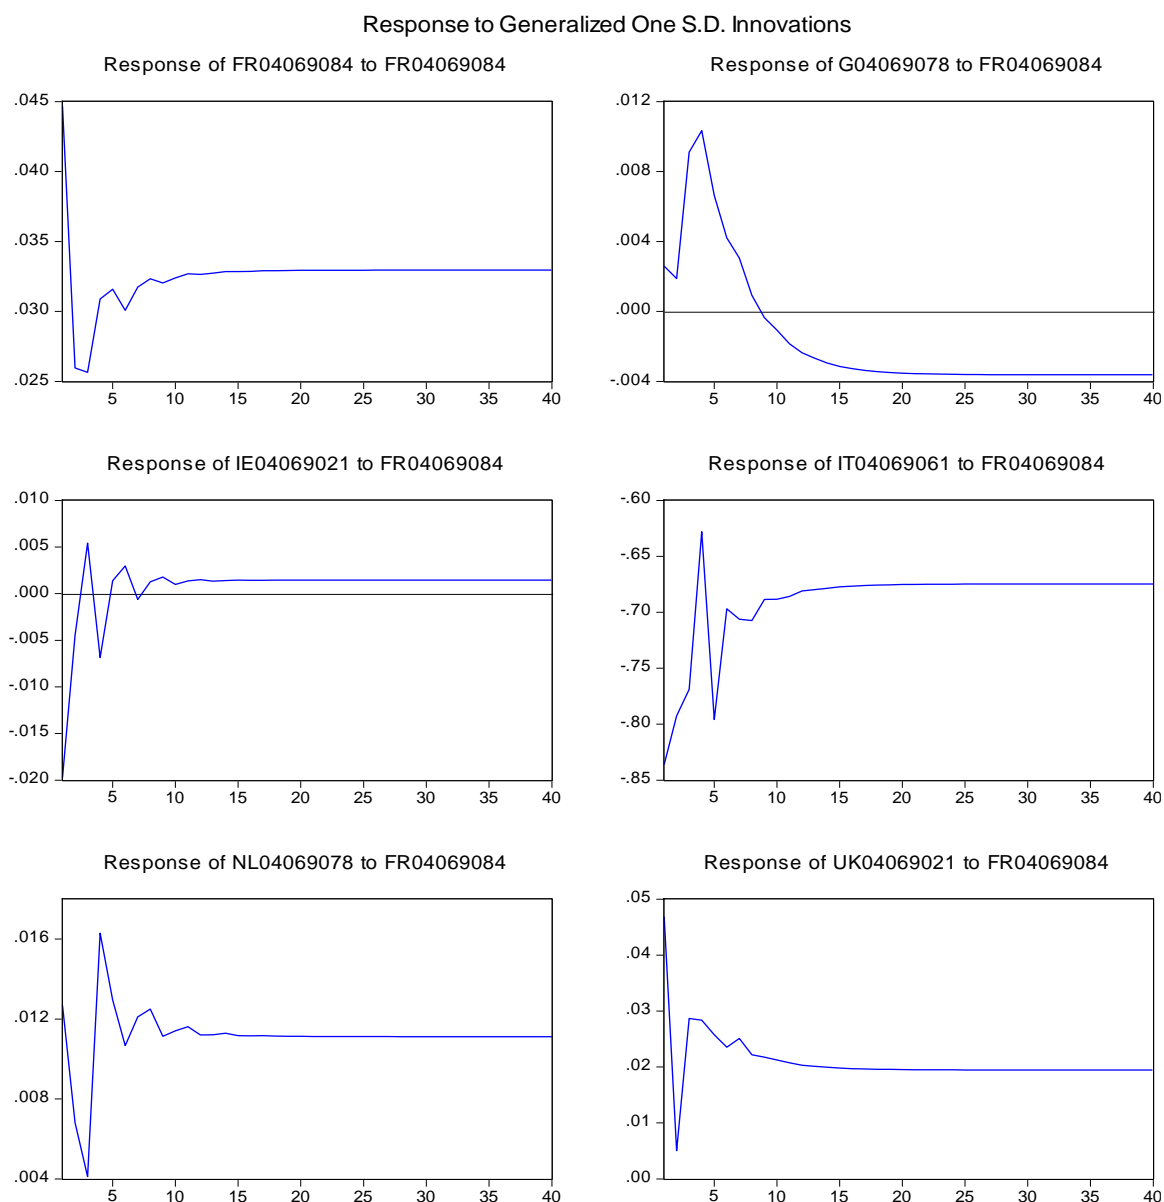 Response to Generalized One S.D. Innovations
Response of FR04069084 to FR04069084
.045
.040
.035
.030
.025
5 10 15 20 25 30 35 40
Response of G04069078 to FR04069084
.012
.008
.004
.000
-.004
5 10 15 20 25 30 35 40
Response of IE04069021 to FR04069084
.010
.005
.000
-.005
-.010
-.015
-.020
5 10 15 20 25 30 35 40
Response of IT04069061 to FR04069084
-.60
-.65
-.70
-.75
-.80
-.85
5 10 15 20 25 30 35 40
Response of NL04069078 to FR04069084
.016
.012
.008
.004
5 10 15 20 25 30 35 40
Response of UK04069021 to FR04069084
.05
.04
.03
.02
.01
.00
5 10 15 20 25 30 35 40